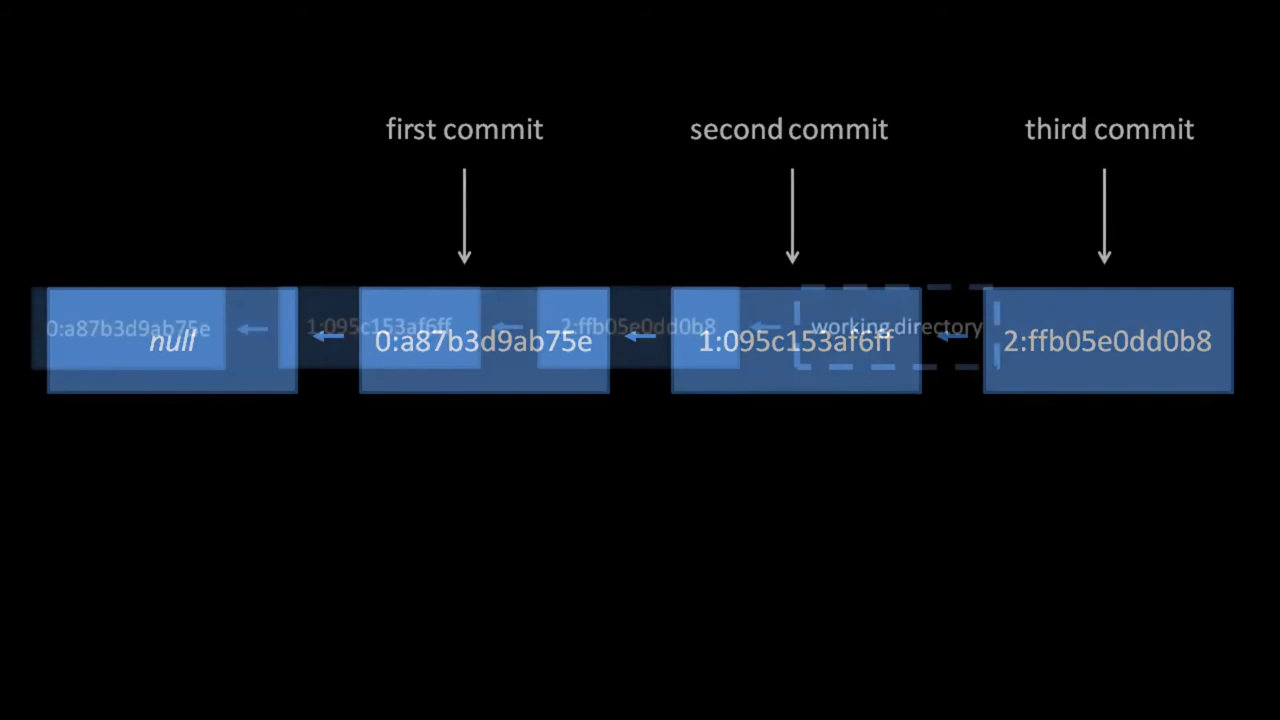 first commit
second commit
third commit
0:a87b3d9ab75e
1:095c153af6ff
2:ffb05e0dd0b8
working directory
null
0:a87b3d9ab75e
1:095c153af6ff
2:ffb05e0dd0b8